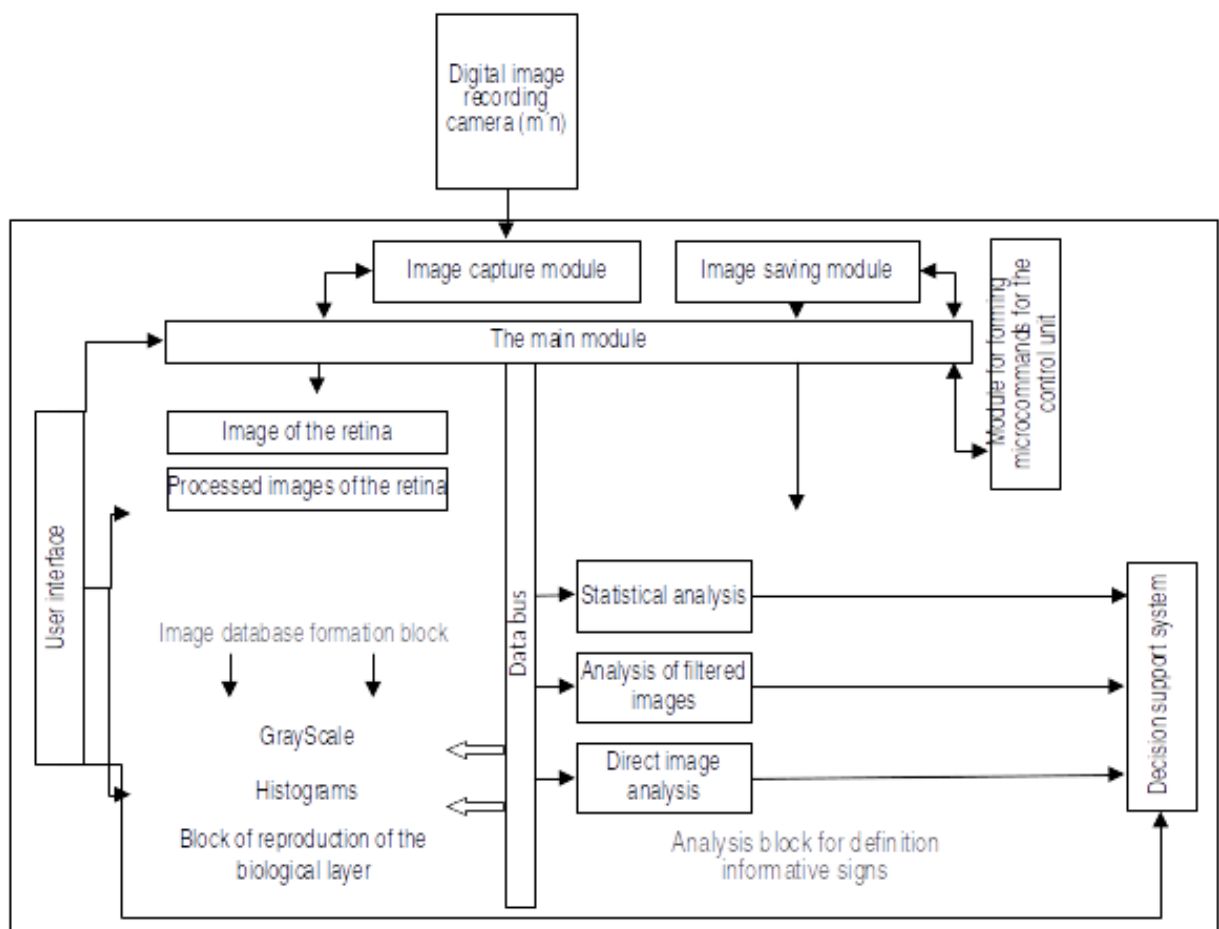 Digital image
recording
camera (m n)
Image capture module
Image saving module
Module for forming
microcommands for the
control unit
The main module
Image of the retina
Processed images of the retina
User interface
Image database formation block
Data bus
Statistical analysis
Analysis of filtered
images
Direct image
analysis
Decision support system
GrayScale
Histograms
Block of reproduction of the
biological layer
Analysis block for definition
informative signs